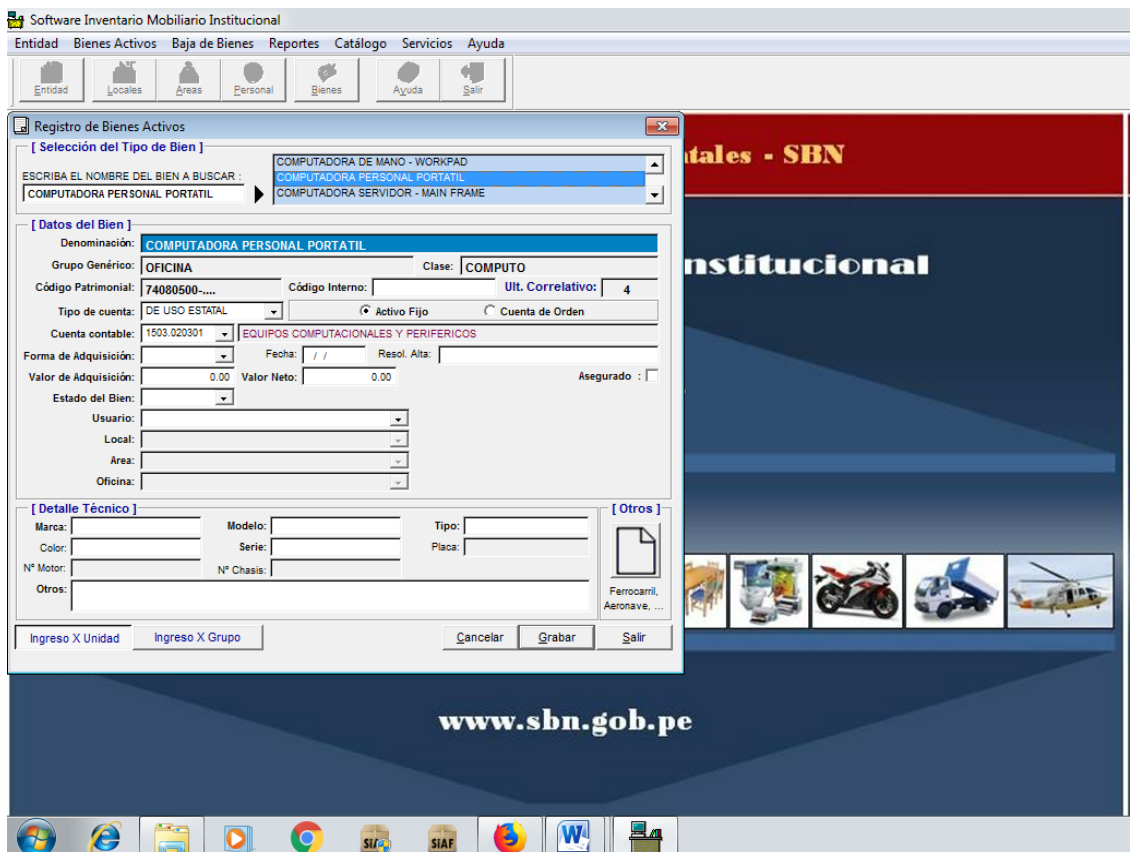 Software Inventario Mobiliario Institucional
Entidad Bienes Activos Baja de Bienes Reportes Catálogo Servicios Ayuda
Entidad Locales Areas Personal Bienes Ayuda Salir
Registro de Bienes Activos
tales - SBN
[ Selección del Tipo de Bien ]
COMPUTADORA DE MANO - WORKPAD
ESCRIBA EL NOMBRE DEL BIEN A BUSCAR :
COMPUTADORA PERSONAL PORTATIL
COMPUTADORA PERSONAL PORTATIL
COMPUTADORA SERVIDOR - MAIN FRAME
[ Datos del Bien ]
Denominación: COMPUTADORA PERSONAL PORTATIL
nstitucional
Grupo Genérico: OFICINA Clase: COMPUTO
Código Patrimonial: 74080500-.... Código Interno: Ult. Correlativo: 4
Tipo de cuenta: DE USO ESTATAL Activo Fijo Cuenta de Orden
Cuenta contable: 1503.020301 EQUIPOS COMPUTACIONALES Y PERIFERICOS
Forma de Adquisición: Fecha: / / Resol. Alta:
Valor de Adquisición: 0.00 Valor Neto: 0.00 Asegurado :
Estado del Bien:
Usuario:
Local:
Area:
Oficina:
[ Detalle Técnico ] [ Otros ]
Marca: Modelo: Tipo:
Color: Serie: Placa:
Nº Motor: Nº Chasis:
Otros:
Ferrocarril,
Aeronave, ...
Ingreso X Unidad Ingreso X Grupo Cancelar Grabar Salir
www.sbn.gob.pe
SIAF